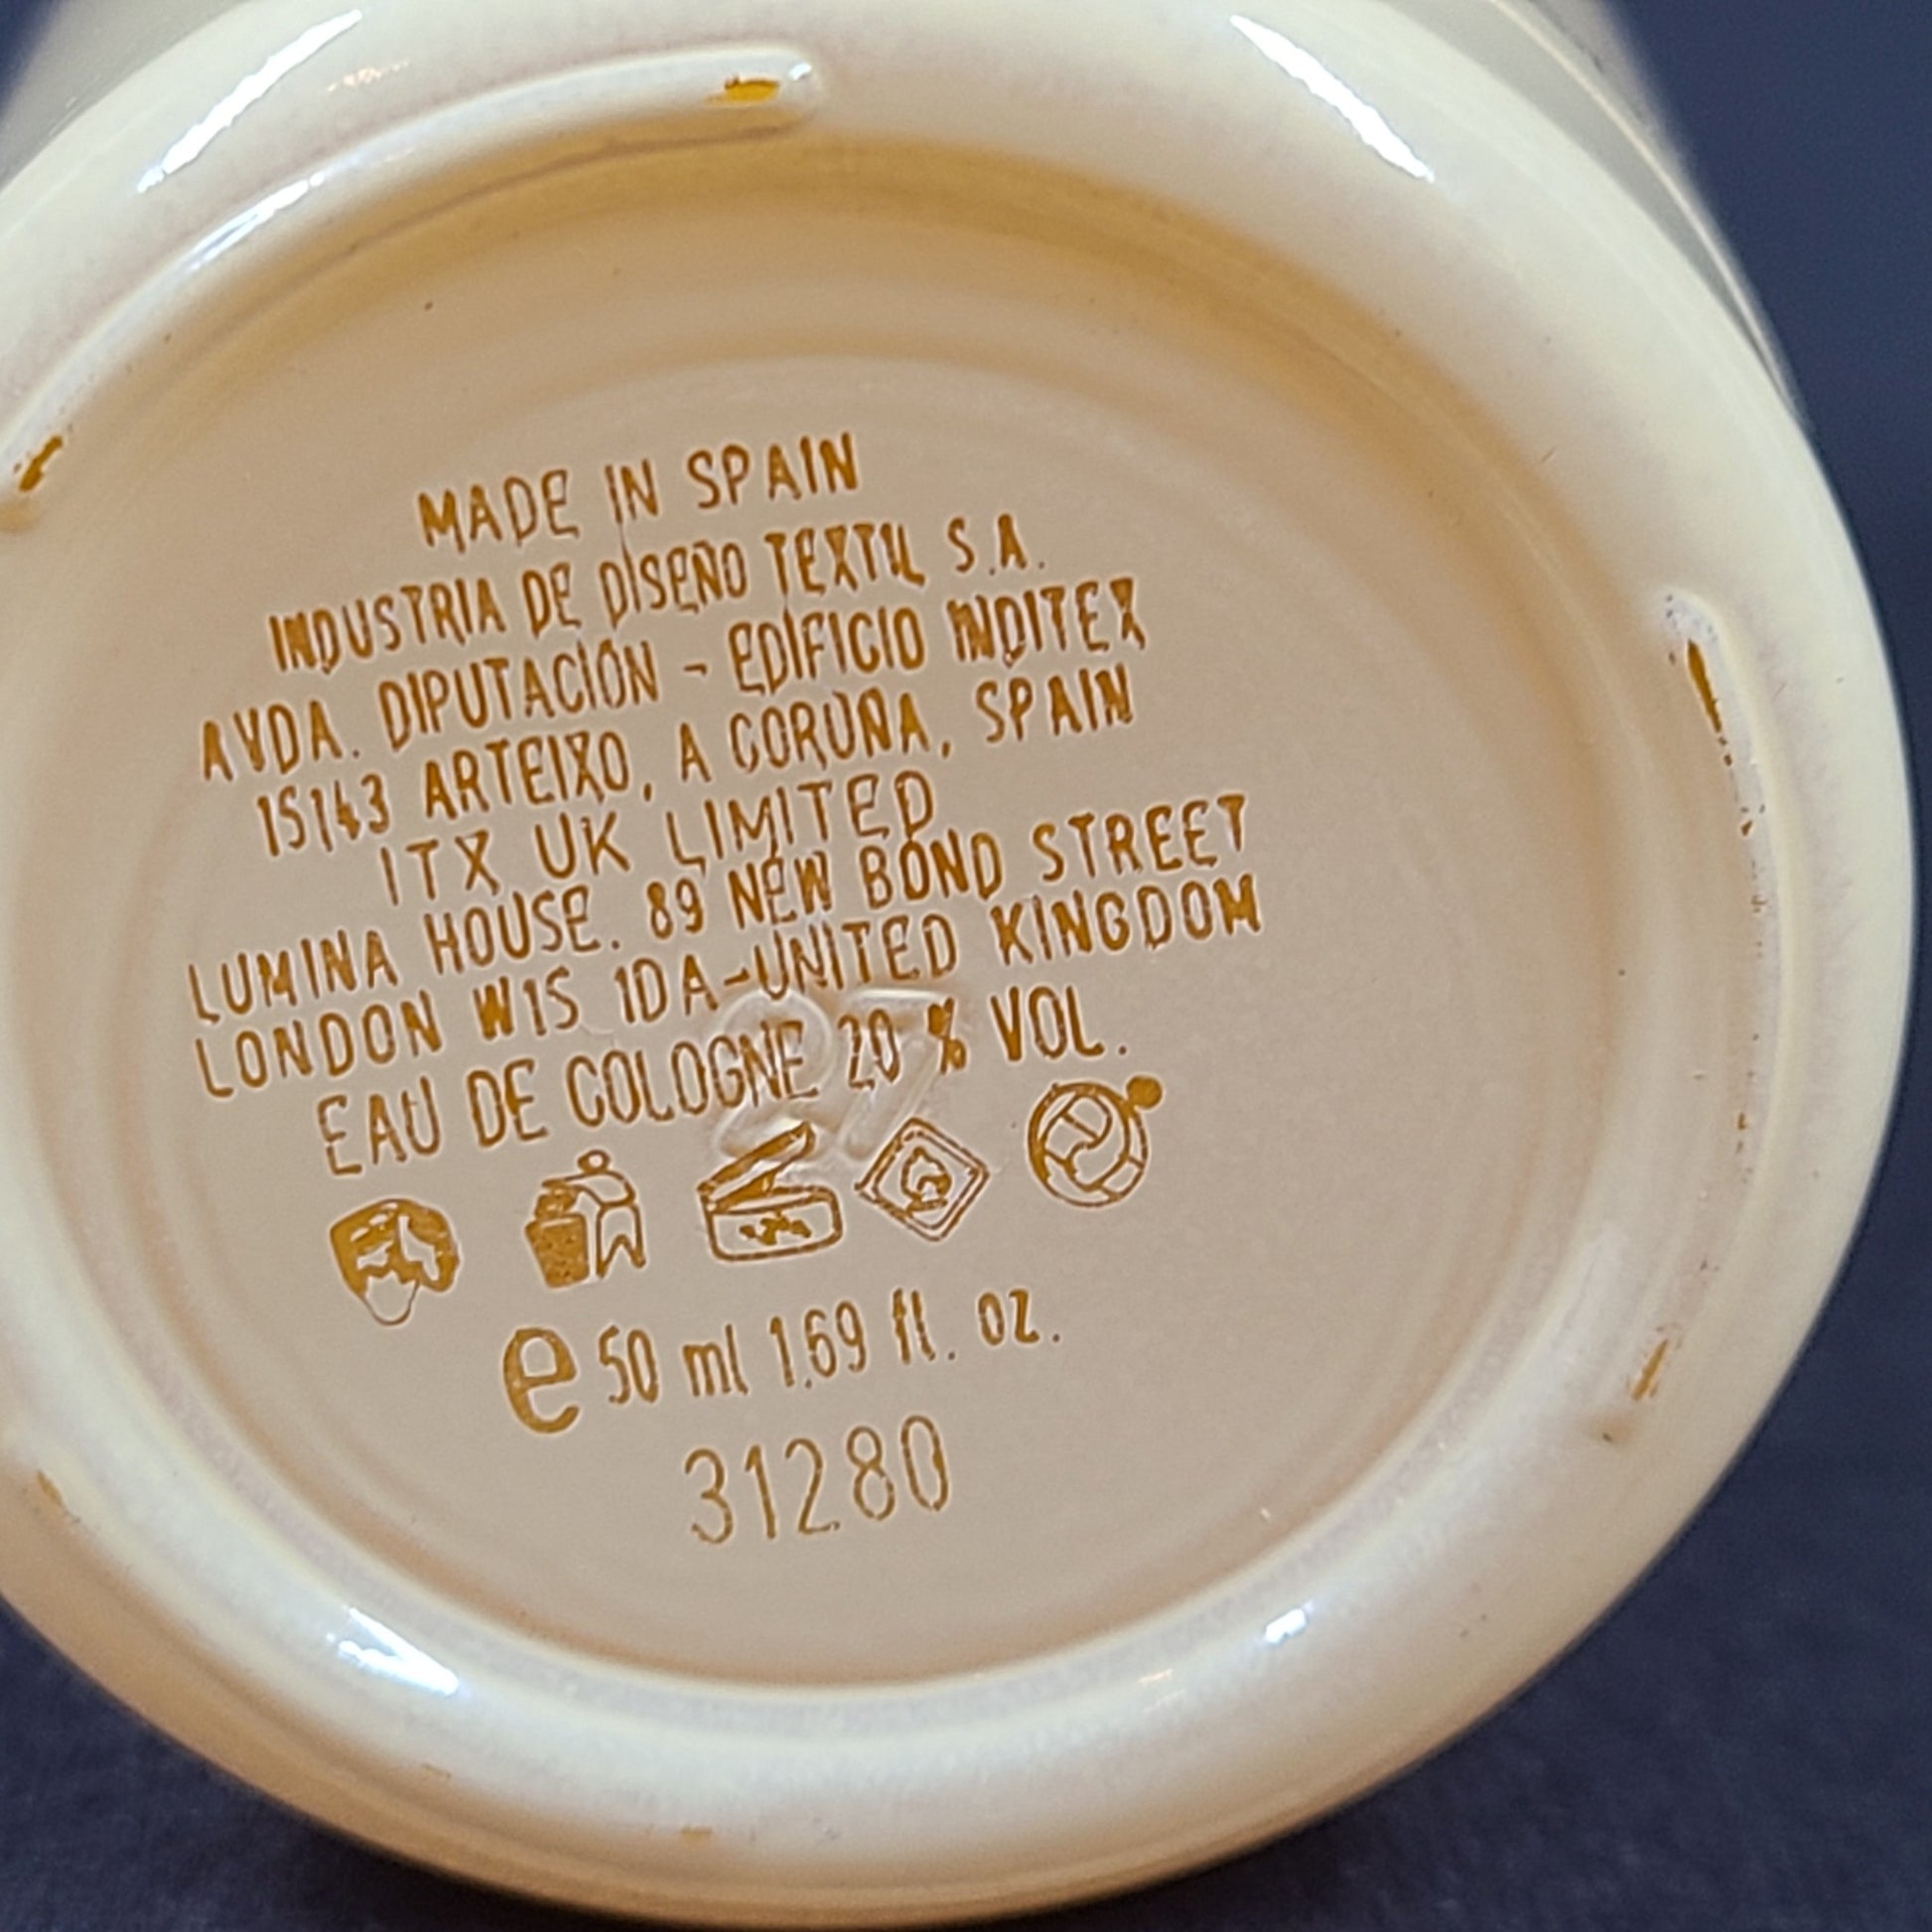 MADE IN SPAIN
INDUSTRIA DE DISEÑO TEXTIL S.A.
AVDA. DIPUTACIÓN - EDIFICIO INDITEX
15143 ARTEIXO, A CORUÑA, SPAIN
ITX UK LIMITED
LUMINA HOUSE. 89 NEW BOND STREET
LONDON W1S 1DA-UNITED KINGDOM
EAU DE COLOGNE 20 % VOL.
27
e 50 ml 1.69 fl. oz.
31280